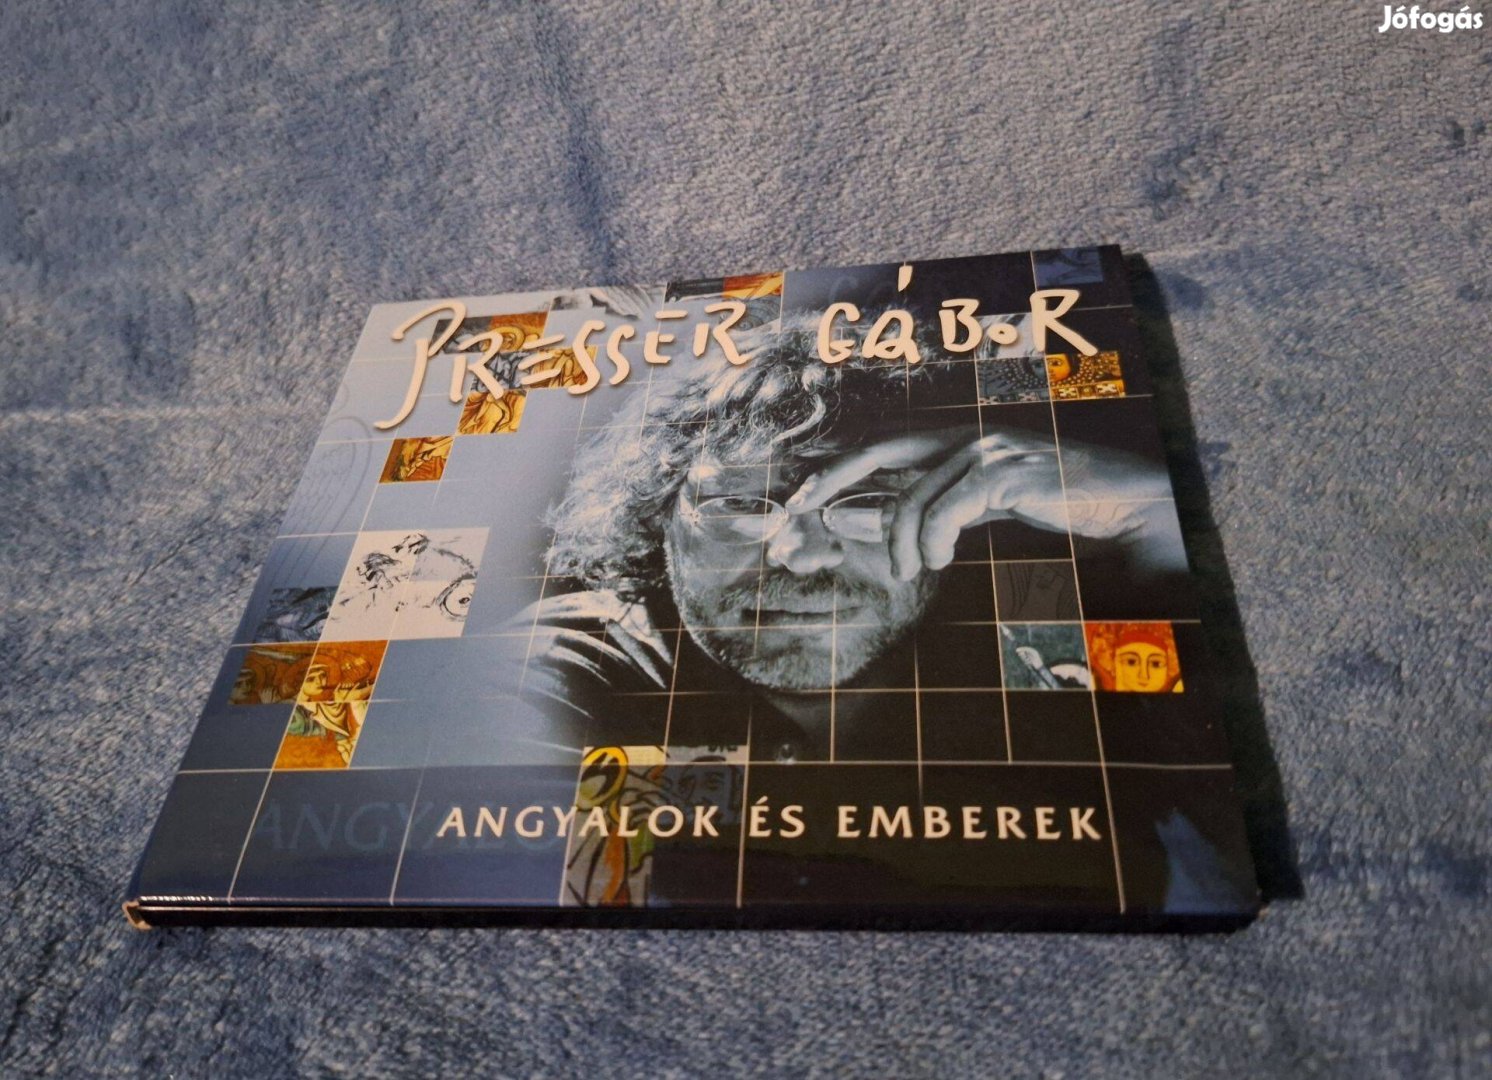 Jófogás
PRESSER GÁBOR
ANGYALOK ÉS EMBEREK